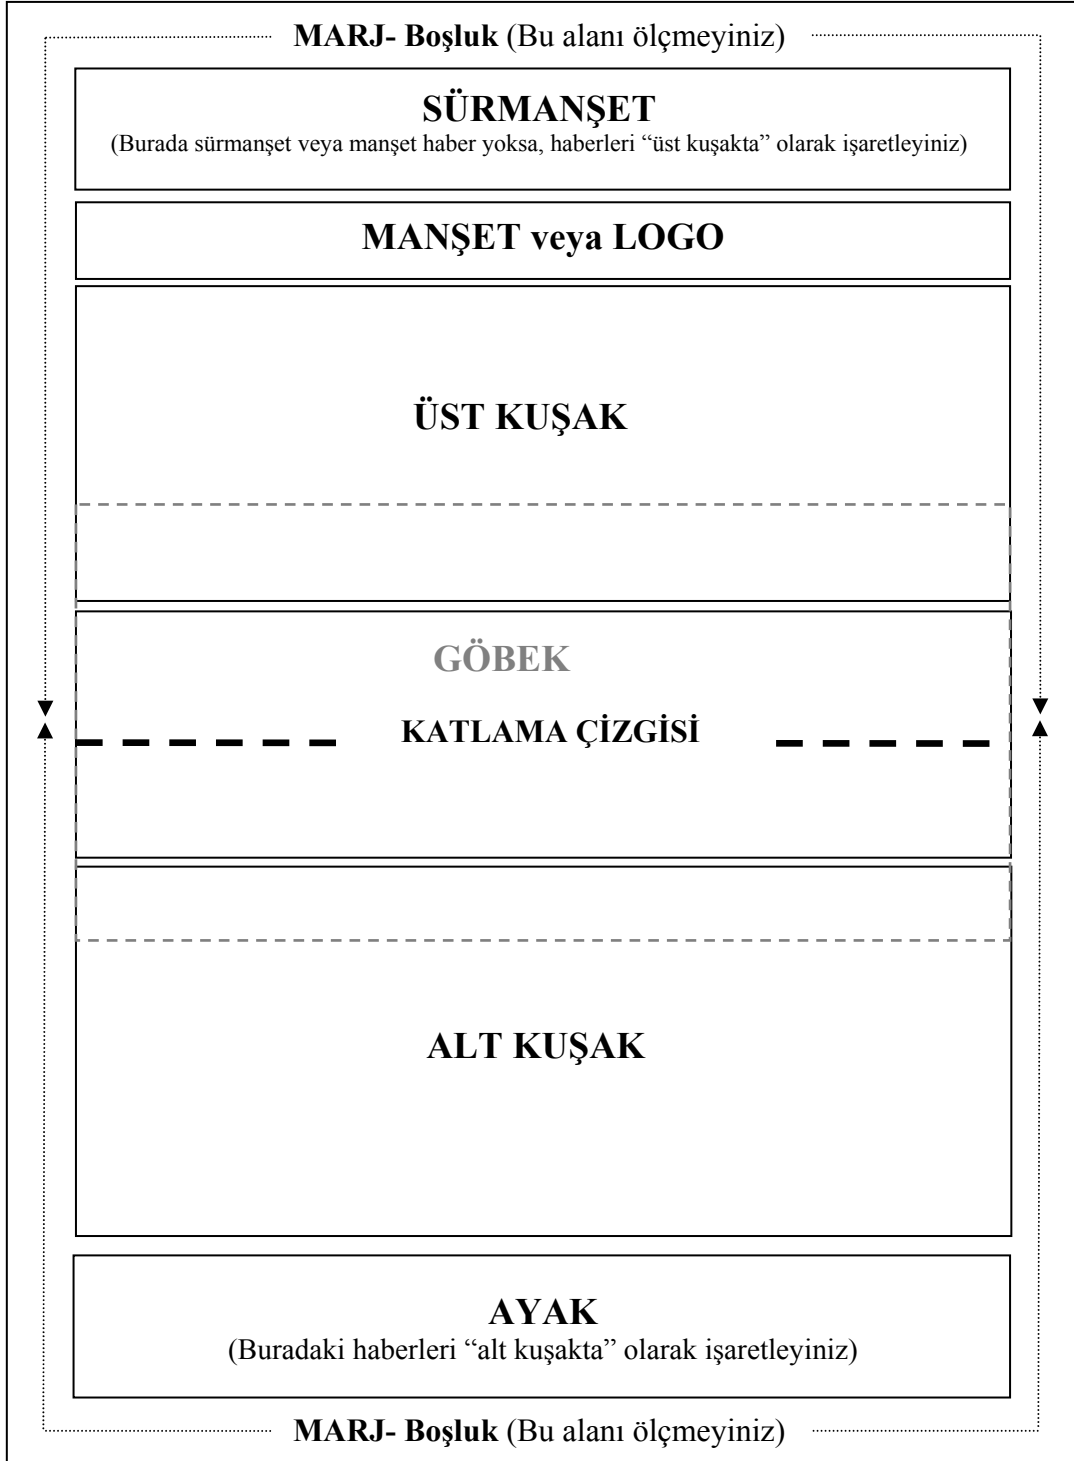 MARJ- Boşluk (Bu alanı ölçmeyiniz)
SÜRMANŞET
(Burada sürmanşet veya manşet haber yoksa, haberleri “üst kuşakta” olarak işaretleyiniz)
MANŞET veya LOGO
ÜST KUŞAK
GÖBEK
KATLAMA ÇİZGİSİ
ALT KUŞAK
AYAK
(Buradaki haberleri “alt kuşakta” olarak işaretleyiniz)
MARJ- Boşluk (Bu alanı ölçmeyiniz)